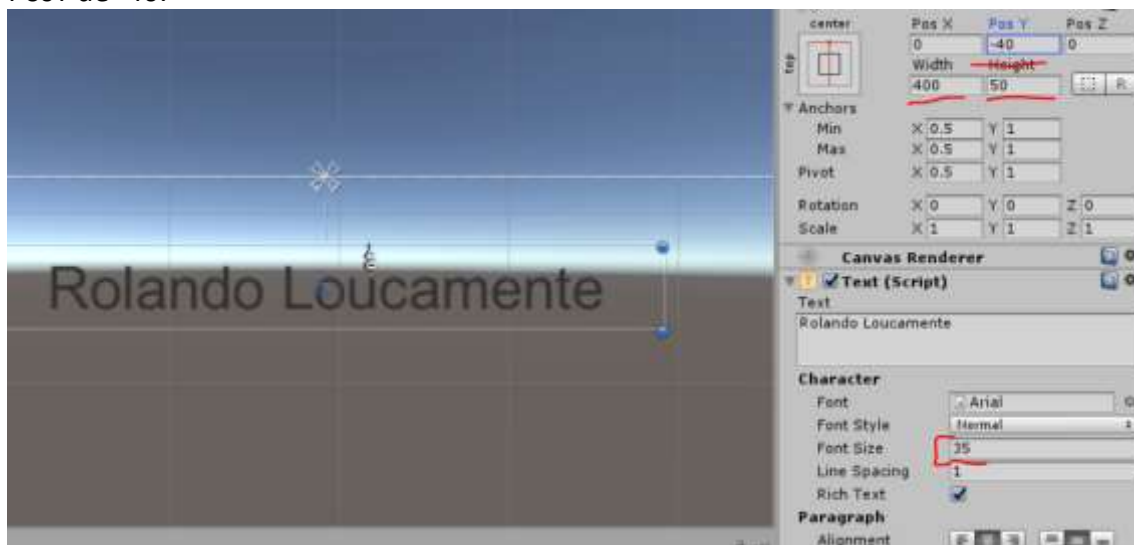 center Pos X Pos Y Pos Z
top 0 -40 0
Width Height
400 50 R
Anchors
Min X 0.5 Y 1
Max X 0.5 Y 1
Pivot X 0.5 Y 1
Rotation X 0 Y 0 Z 0
Scale X 1 Y 1 Z 1
Canvas Renderer
Text (Script)
Text
Rolando Loucamente
Rolando Loucamente
Character
Font Arial
Font Style Normal
Font Size 35
Line Spacing 1
Rich Text
Paragraph
Alignment